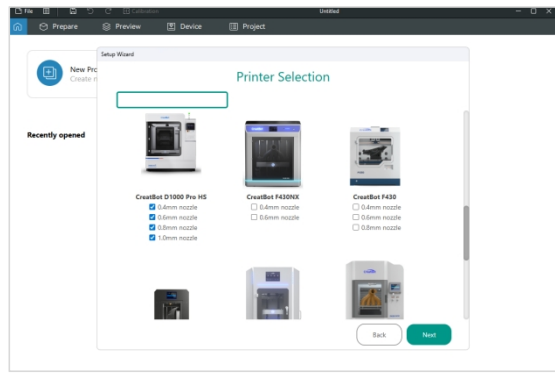 File
Calibration
Untitled
Prepare
Preview
Device
Project
Setup Wizard
New Pro
Create n
Printer Selection
Recently opened
CreatBot D1000 Pro HS
0.4mm nozzle
0.6mm nozzle
0.8mm nozzle
1.0mm nozzle
CreatBot F430NX
0.4mm nozzle
0.6mm nozzle
CreatBot F430
0.4mm nozzle
0.6mm nozzle
0.8mm nozzle
Back
Next